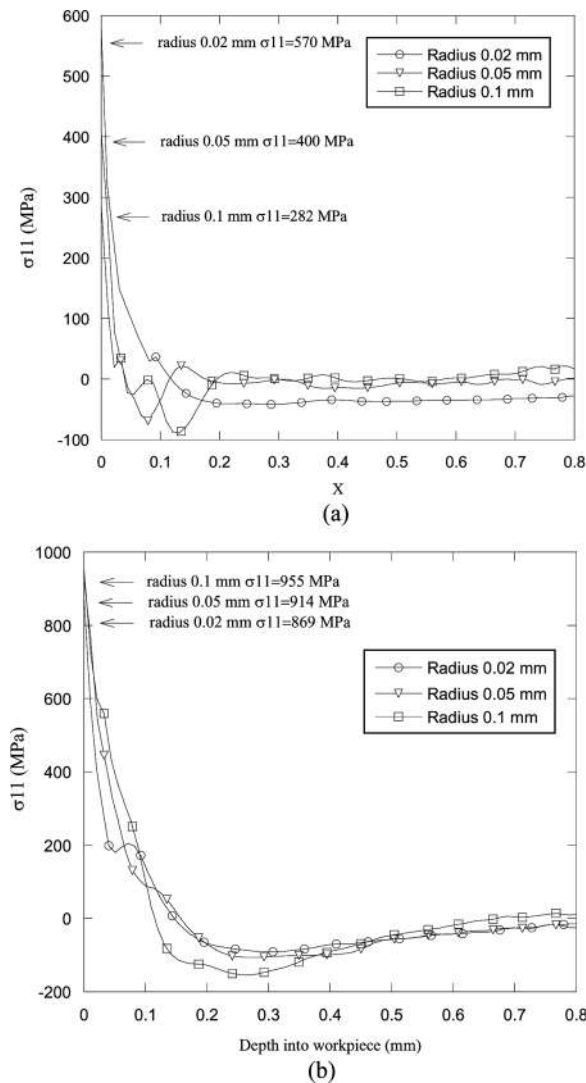 600
500
400
300
200
100
0
-100
σ11 (MPa)
radius 0.02 mm σ11=570 MPa
radius 0.05 mm σ11=400 MPa
radius 0.1 mm σ11=282 MPa
Radius 0.02 mm
Radius 0.05 mm
Radius 0.1 mm
0 0.1 0.2 0.3 0.4 0.5 0.6 0.7 0.8
X
(a)
1000
800
600
400
200
0
-200
σ11 (MPa)
radius 0.1 mm σ11=955 MPa
radius 0.05 mm σ11=914 MPa
radius 0.02 mm σ11=869 MPa
Radius 0.02 mm
Radius 0.05 mm
Radius 0.1 mm
0 0.1 0.2 0.3 0.4 0.5 0.6 0.7 0.8
Depth into workpiece (mm)
(b)